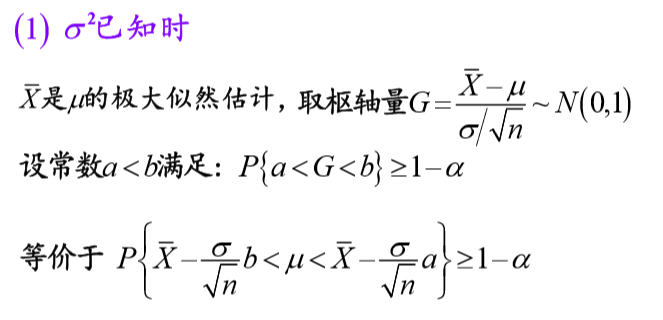 (1) σ²已知时
X̄是μ的极大似然估计，取枢轴量G=(X̄−μ)/(σ/√n) ~ N(0,1)
设常数a<b满足：P{a<G<b}≥1−α
等价于 P{X̄−(σ/√n)b<μ<X̄−(σ/√n)a}≥1−α